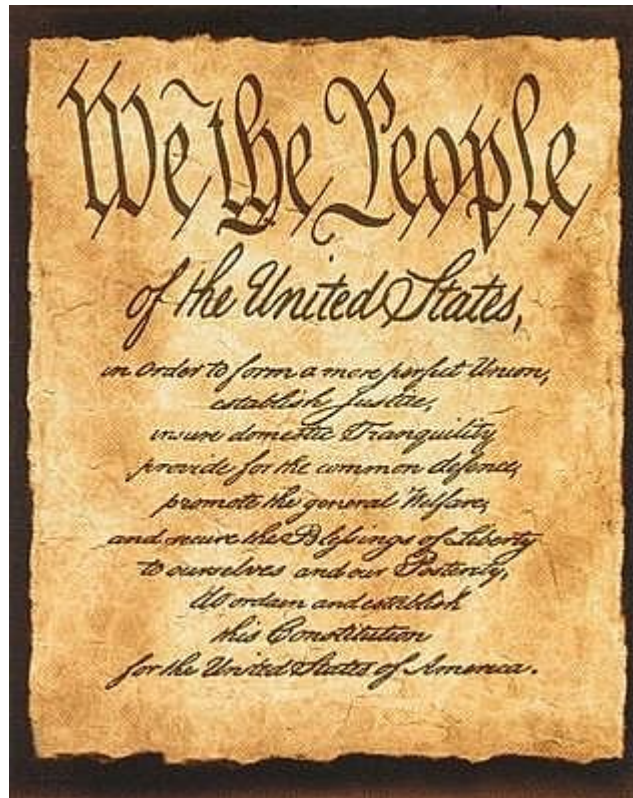 We the People
of the United States,
in Order to form a more perfect Union,
establish Justice,
insure domestic Tranquility
provide for the common defence,
promote the general Welfare,
and secure the Blessings of Liberty
to ourselves and our Posterity,
do ordain and establish
this Constitution
for the United States of America.